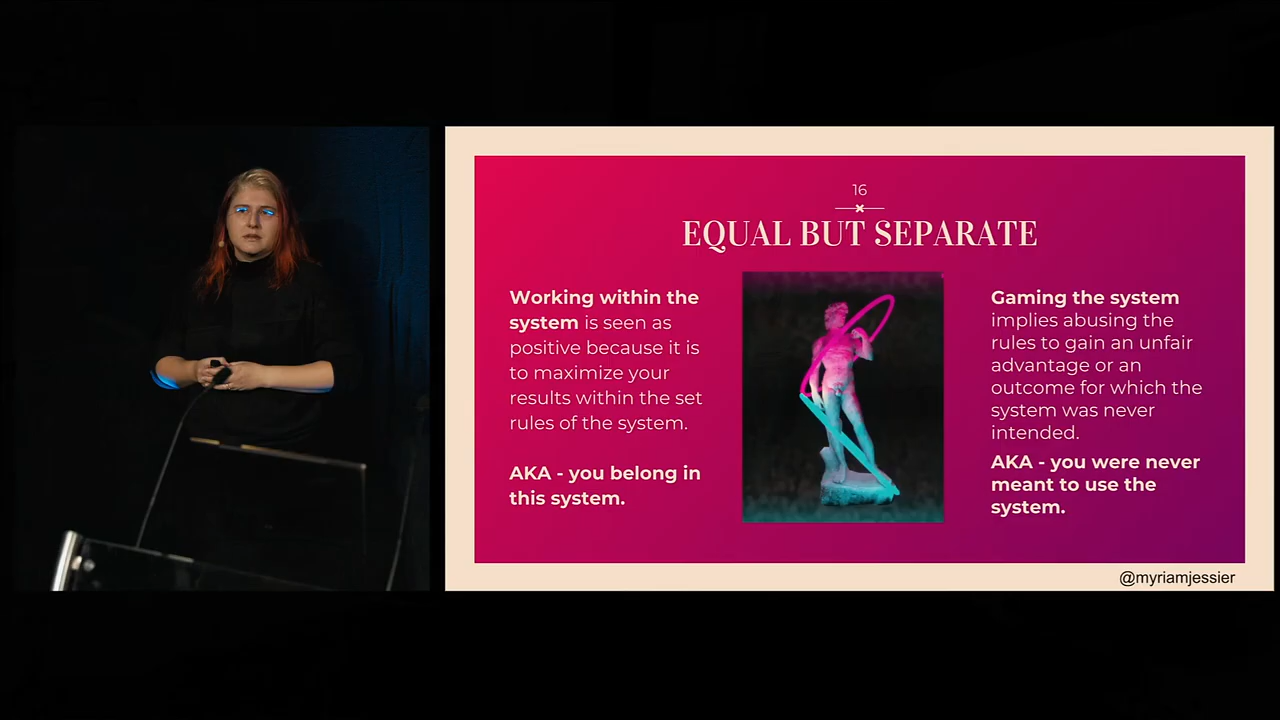 16
EQUAL BUT SEPARATE
Working within the
system is seen as
positive because it is
to maximize your
results within the set
rules of the system.
AKA - you belong in
this system.
Gaming the system
implies abusing the
rules to gain an unfair
advantage or an
outcome for which the
system was never
intended.
AKA - you were never
meant to use the
system.
@myriamjessier